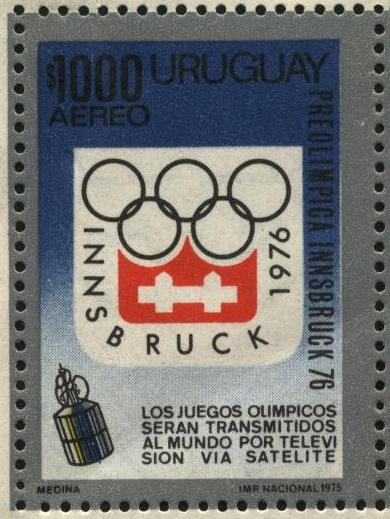 $1000 URUGUAY
AEREO
PREOLIMPICA INNSBRUCK 76
INNSBRUCK 1976
LOS JUEGOS OLIMPICOS
SERAN TRANSMITIDOS
AL MUNDO POR TELEVI
SION VIA SATELITE
MEDINA IMP. NACIONAL 1975